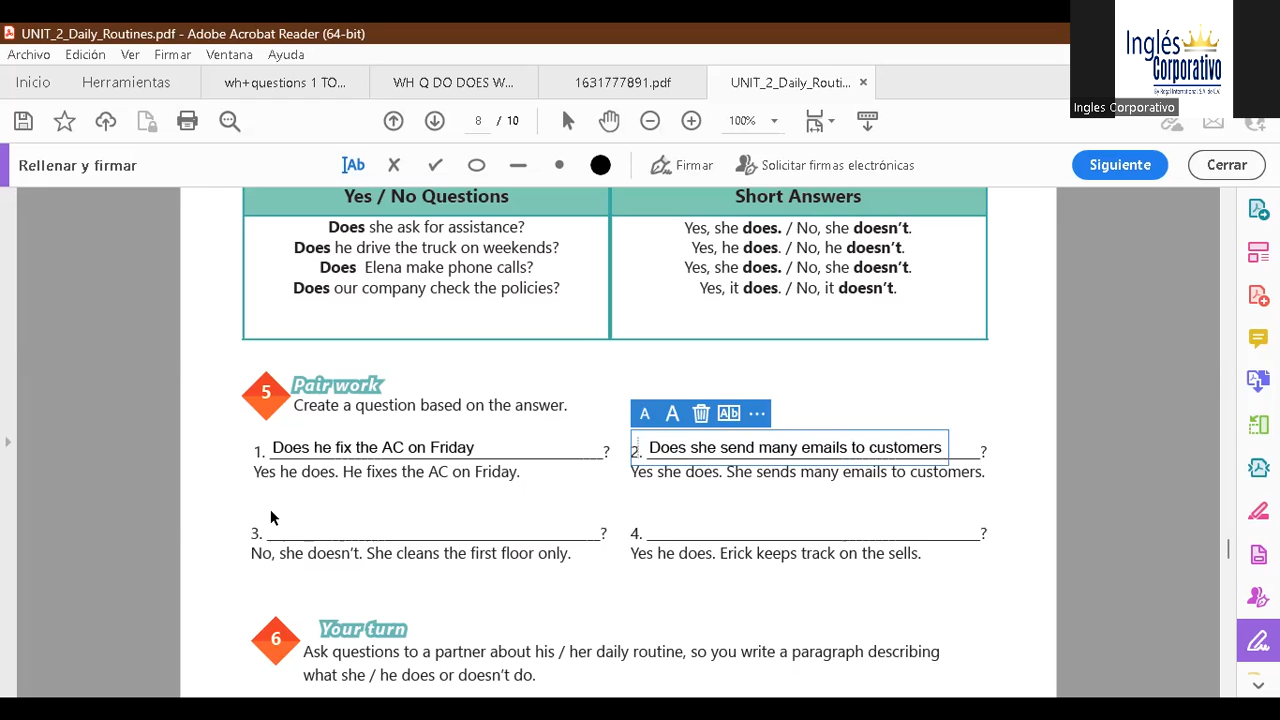 UNIT_2_Daily_Routines.pdf - Adobe Acrobat Reader (64-bit)
Archivo Edición Ver Firmar Ventana Ayuda
Inicio Herramientas wh+questions 1 TO... WH Q DO DOES W... 1631777891.pdf UNIT_2_Daily_Routi... ×
Inglés
Corporativo
Ingles Corporativo
8 / 10 100%
Rellenar y firmar Ab Firmar Solicitar firmas electrónicas Siguiente Cerrar
Yes / No Questions Short Answers
Does she ask for assistance? Yes, she does. / No, she doesn't.
Does he drive the truck on weekends? Yes, he does. / No, he doesn't.
Does Elena make phone calls? Yes, she does. / No, she doesn't.
Does our company check the policies? Yes, it does. / No, it doesn't.
5 Pair work
Create a question based on the answer.
A A Ab ...
1. Does he fix the AC on Friday ? 2. Does she send many emails to customers ?
Yes he does. He fixes the AC on Friday. Yes she does. She sends many emails to customers.
3. ? 4. ?
No, she doesn't. She cleans the first floor only. Yes he does. Erick keeps track on the sells.
6 Your turn
Ask questions to a partner about his / her daily routine, so you write a paragraph describing
what she / he does or doesn't do.